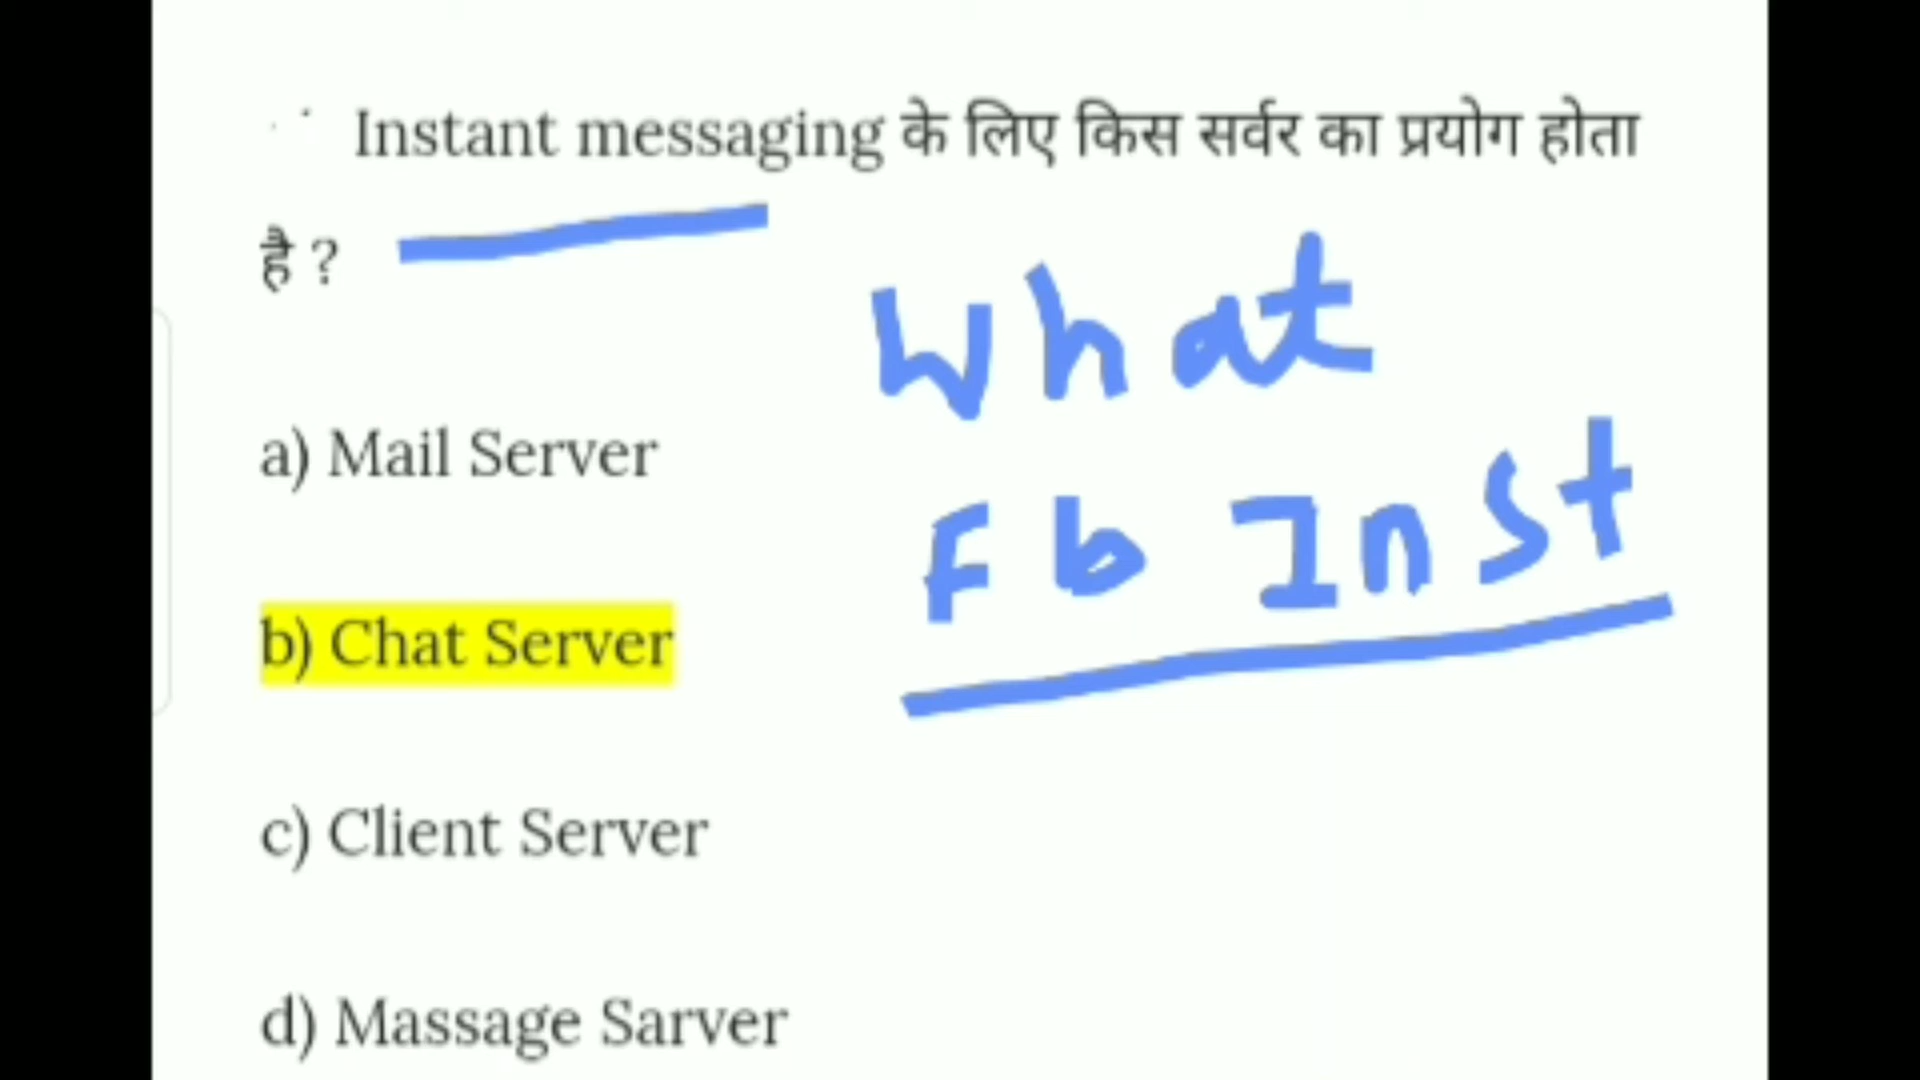 Instant messaging के लिए किस सर्वर का प्रयोग होता
है ?
What
a) Mail Server
Fb Inst
b) Chat Server
c) Client Server
d) Massage Sarver